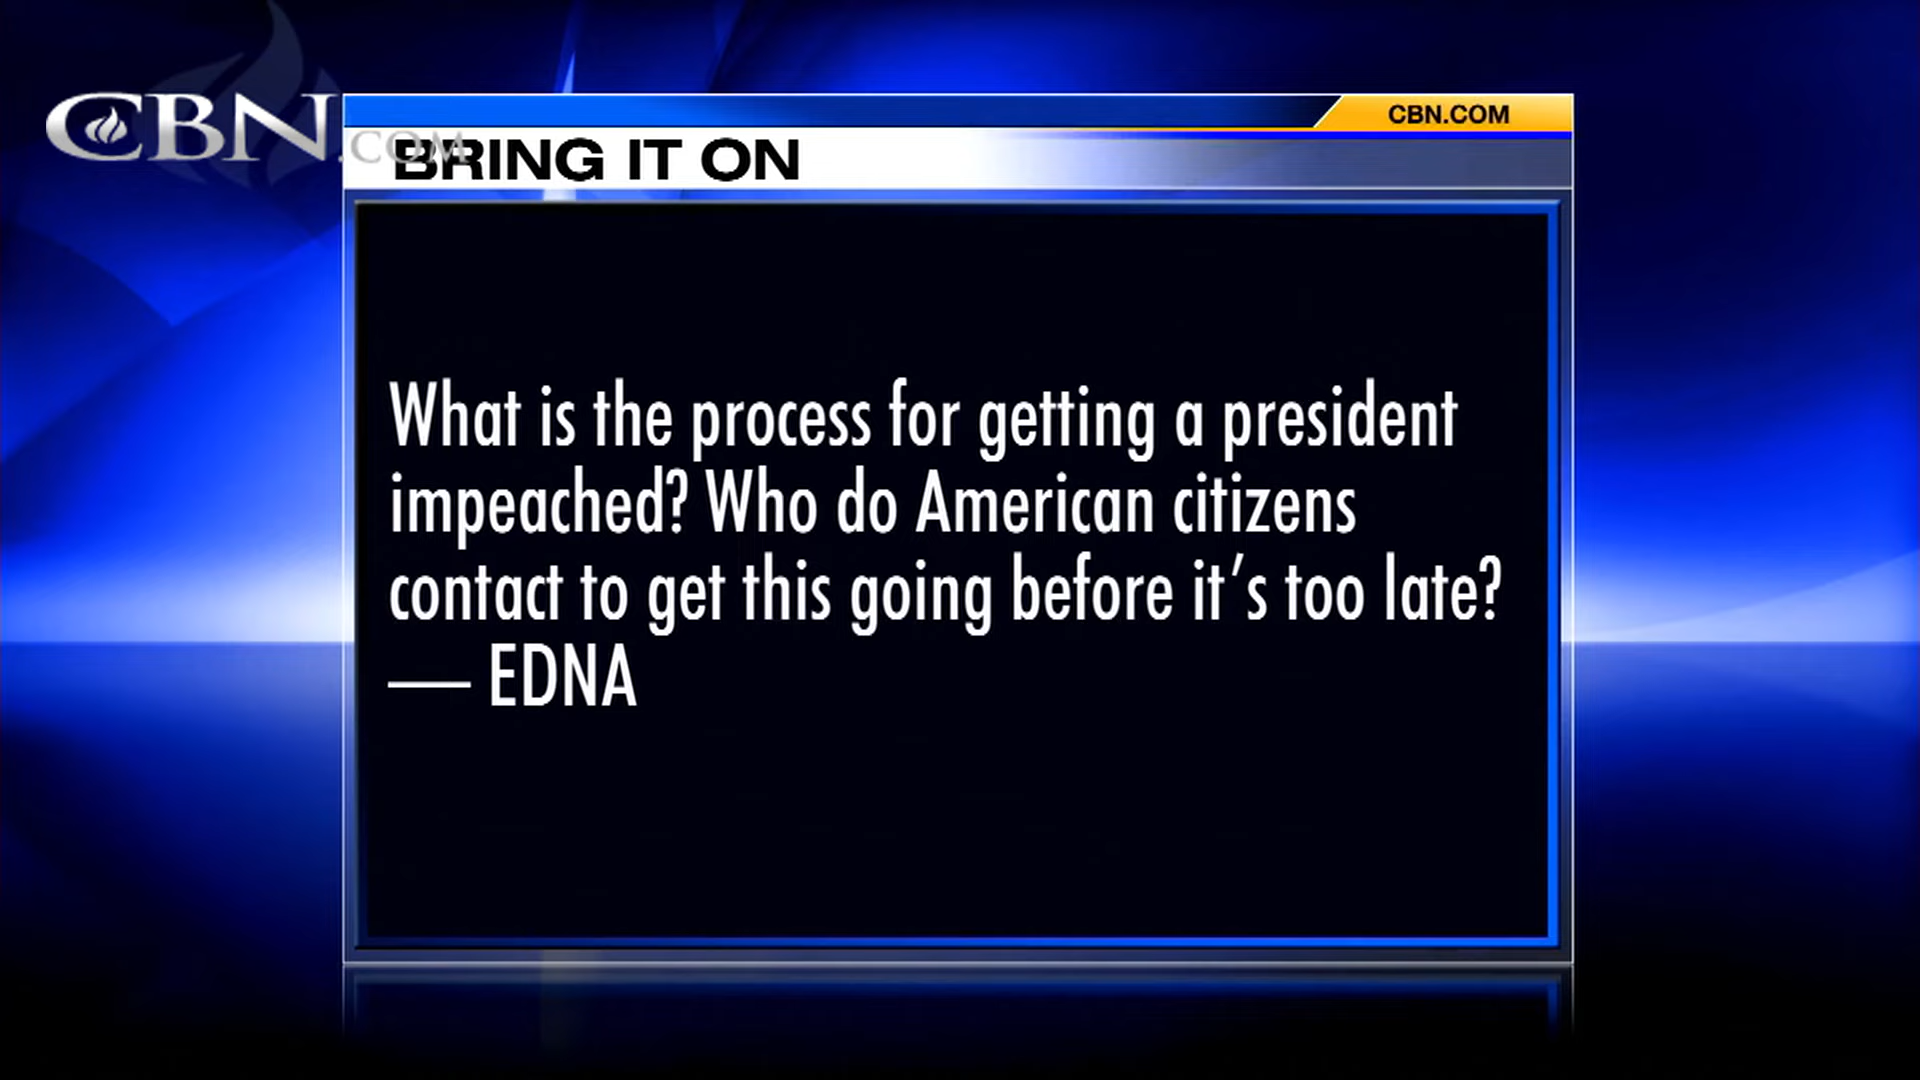 CBN.COM
CBN.COM
BRING IT ON
What is the process for getting a president
impeached? Who do American citizens
contact to get this going before it's too late?
— EDNA